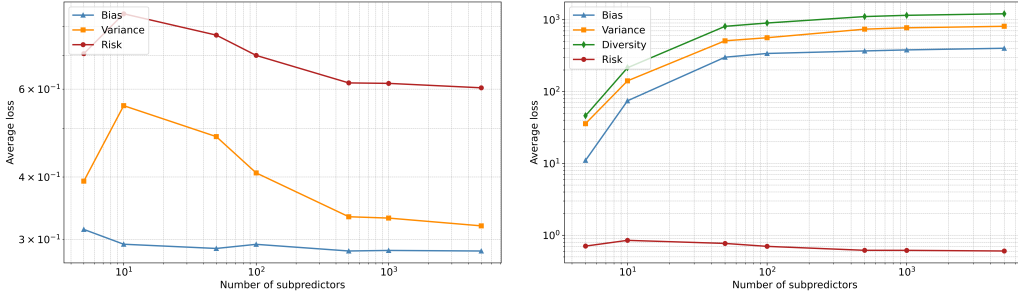 Bias
Variance
Risk
6 × 10⁻¹
4 × 10⁻¹
3 × 10⁻¹
Average loss
10¹
10²
10³
Number of subpredictors
Bias
Variance
Diversity
Risk
10³
10²
10¹
10⁰
Average loss
10¹
10²
10³
Number of subpredictors